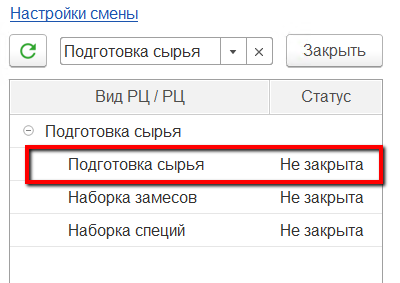 Настройки смены
Подготовка сырья Закрыть
Вид РЦ / РЦ Статус
Подготовка сырья
Подготовка сырья Не закрыта
Наборка замесов Не закрыта
Наборка специй Не закрыта